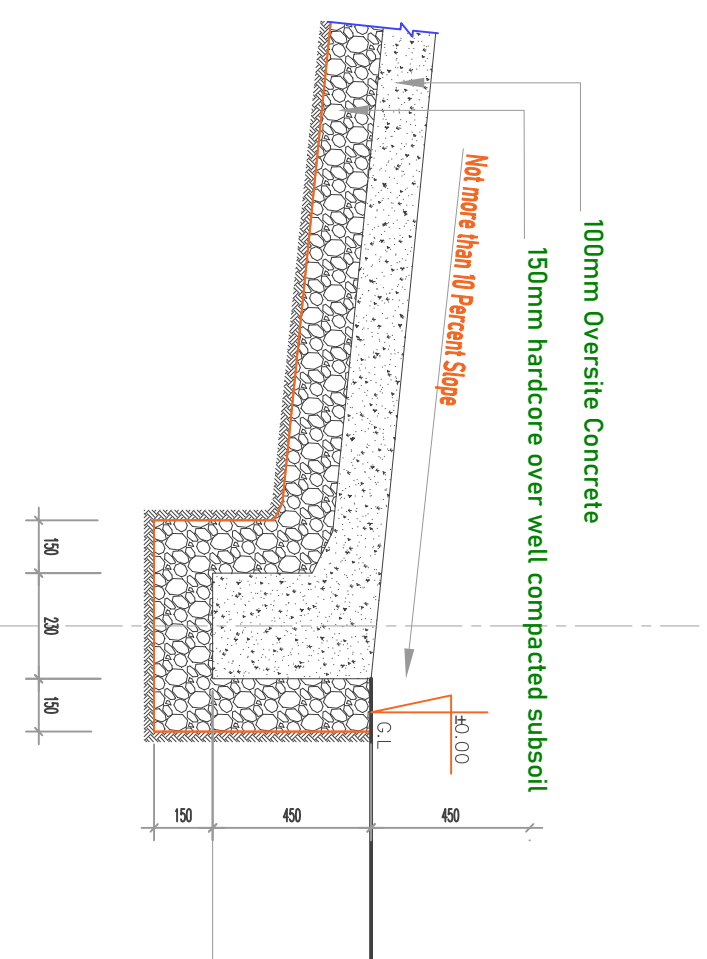 100mm Oversite Concrete
150mm hardcore over well compacted subsoil
Not more than 10 Percent Slope
±0.00
G.L
150
230
150
150
450
450